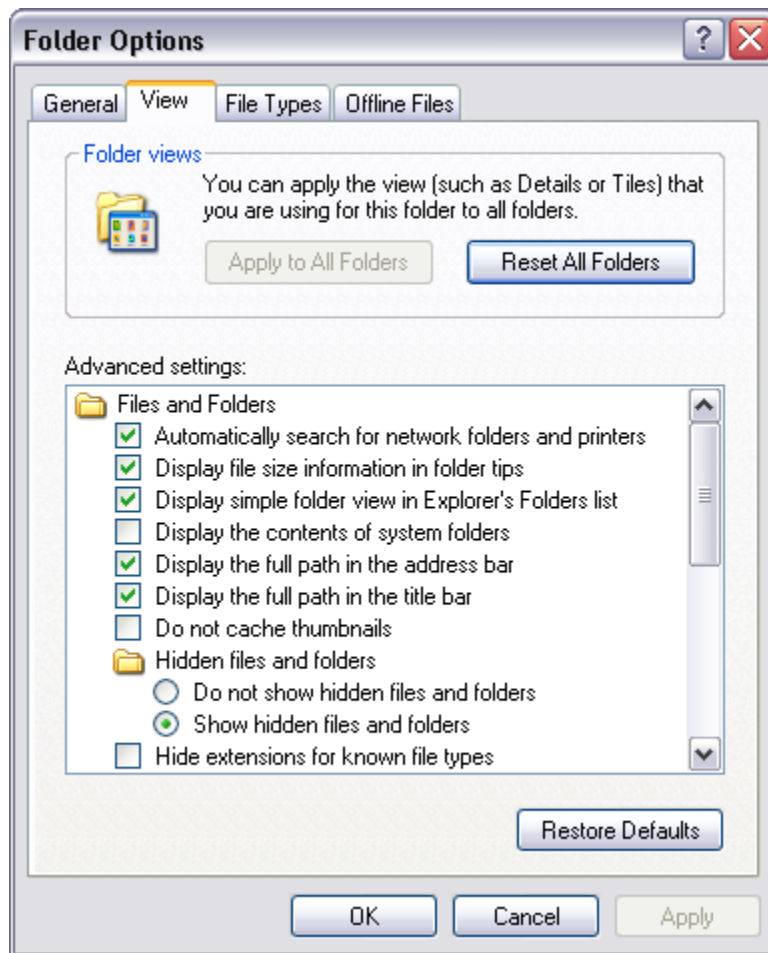 Folder Options
General View File Types Offline Files
Folder views
You can apply the view (such as Details or Tiles) that
you are using for this folder to all folders.
Apply to All Folders Reset All Folders
Advanced settings:
Files and Folders
Automatically search for network folders and printers
Display file size information in folder tips
Display simple folder view in Explorer's Folders list
Display the contents of system folders
Display the full path in the address bar
Display the full path in the title bar
Do not cache thumbnails
Hidden files and folders
Do not show hidden files and folders
Show hidden files and folders
Hide extensions for known file types
Restore Defaults
OK Cancel Apply